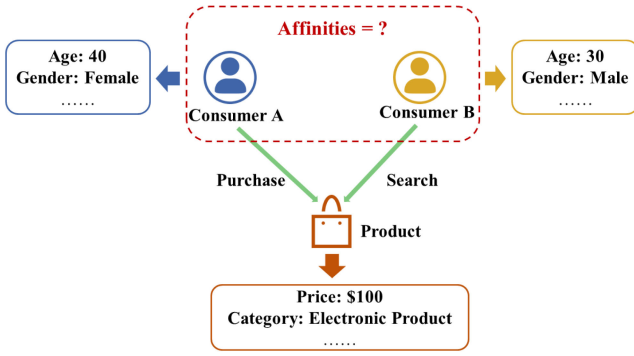 Affinities = ?
Age: 40
Gender: Female
......
Age: 30
Gender: Male
......
Consumer A
Consumer B
Purchase
Search
Product
Price: $100
Category: Electronic Product
......